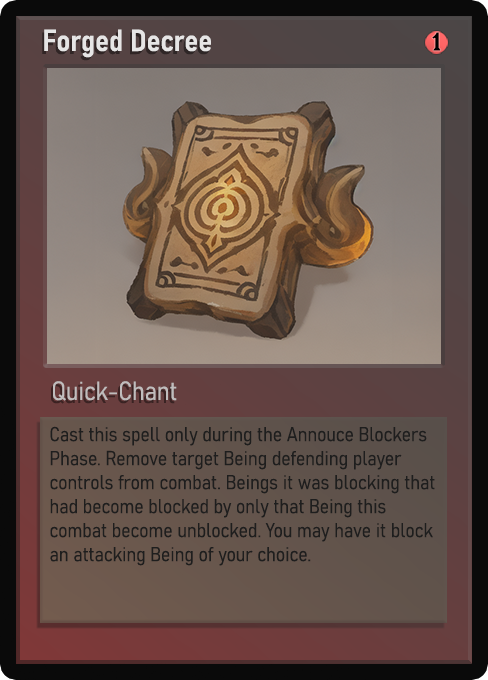 Forged Decree
1
Quick-Chant
Cast this spell only during the Annouce Blockers
Phase. Remove target Being defending player
controls from combat. Beings it was blocking that
had become blocked by only that Being this
combat become unblocked. You may have it block
an attacking Being of your choice.